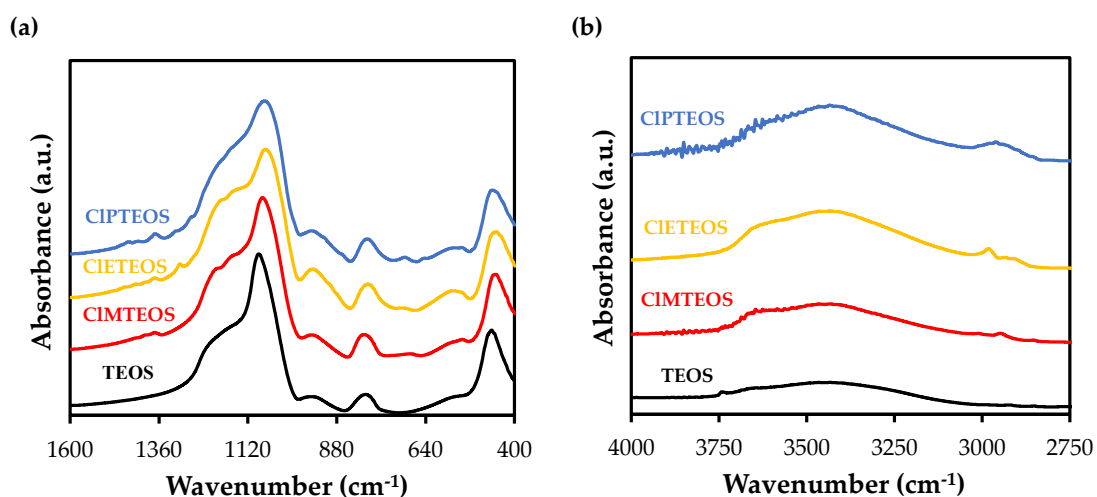 (a)
Absorbance (a.u.)
ClPTEOS
ClETEOS
ClMTEOS
TEOS
1600 1360 1120 880 640 400
Wavenumber (cm-1)
(b)
Absorbance (a.u.)
ClPTEOS
ClETEOS
ClMTEOS
TEOS
4000 3750 3500 3250 3000 2750
Wavenumber (cm-1)